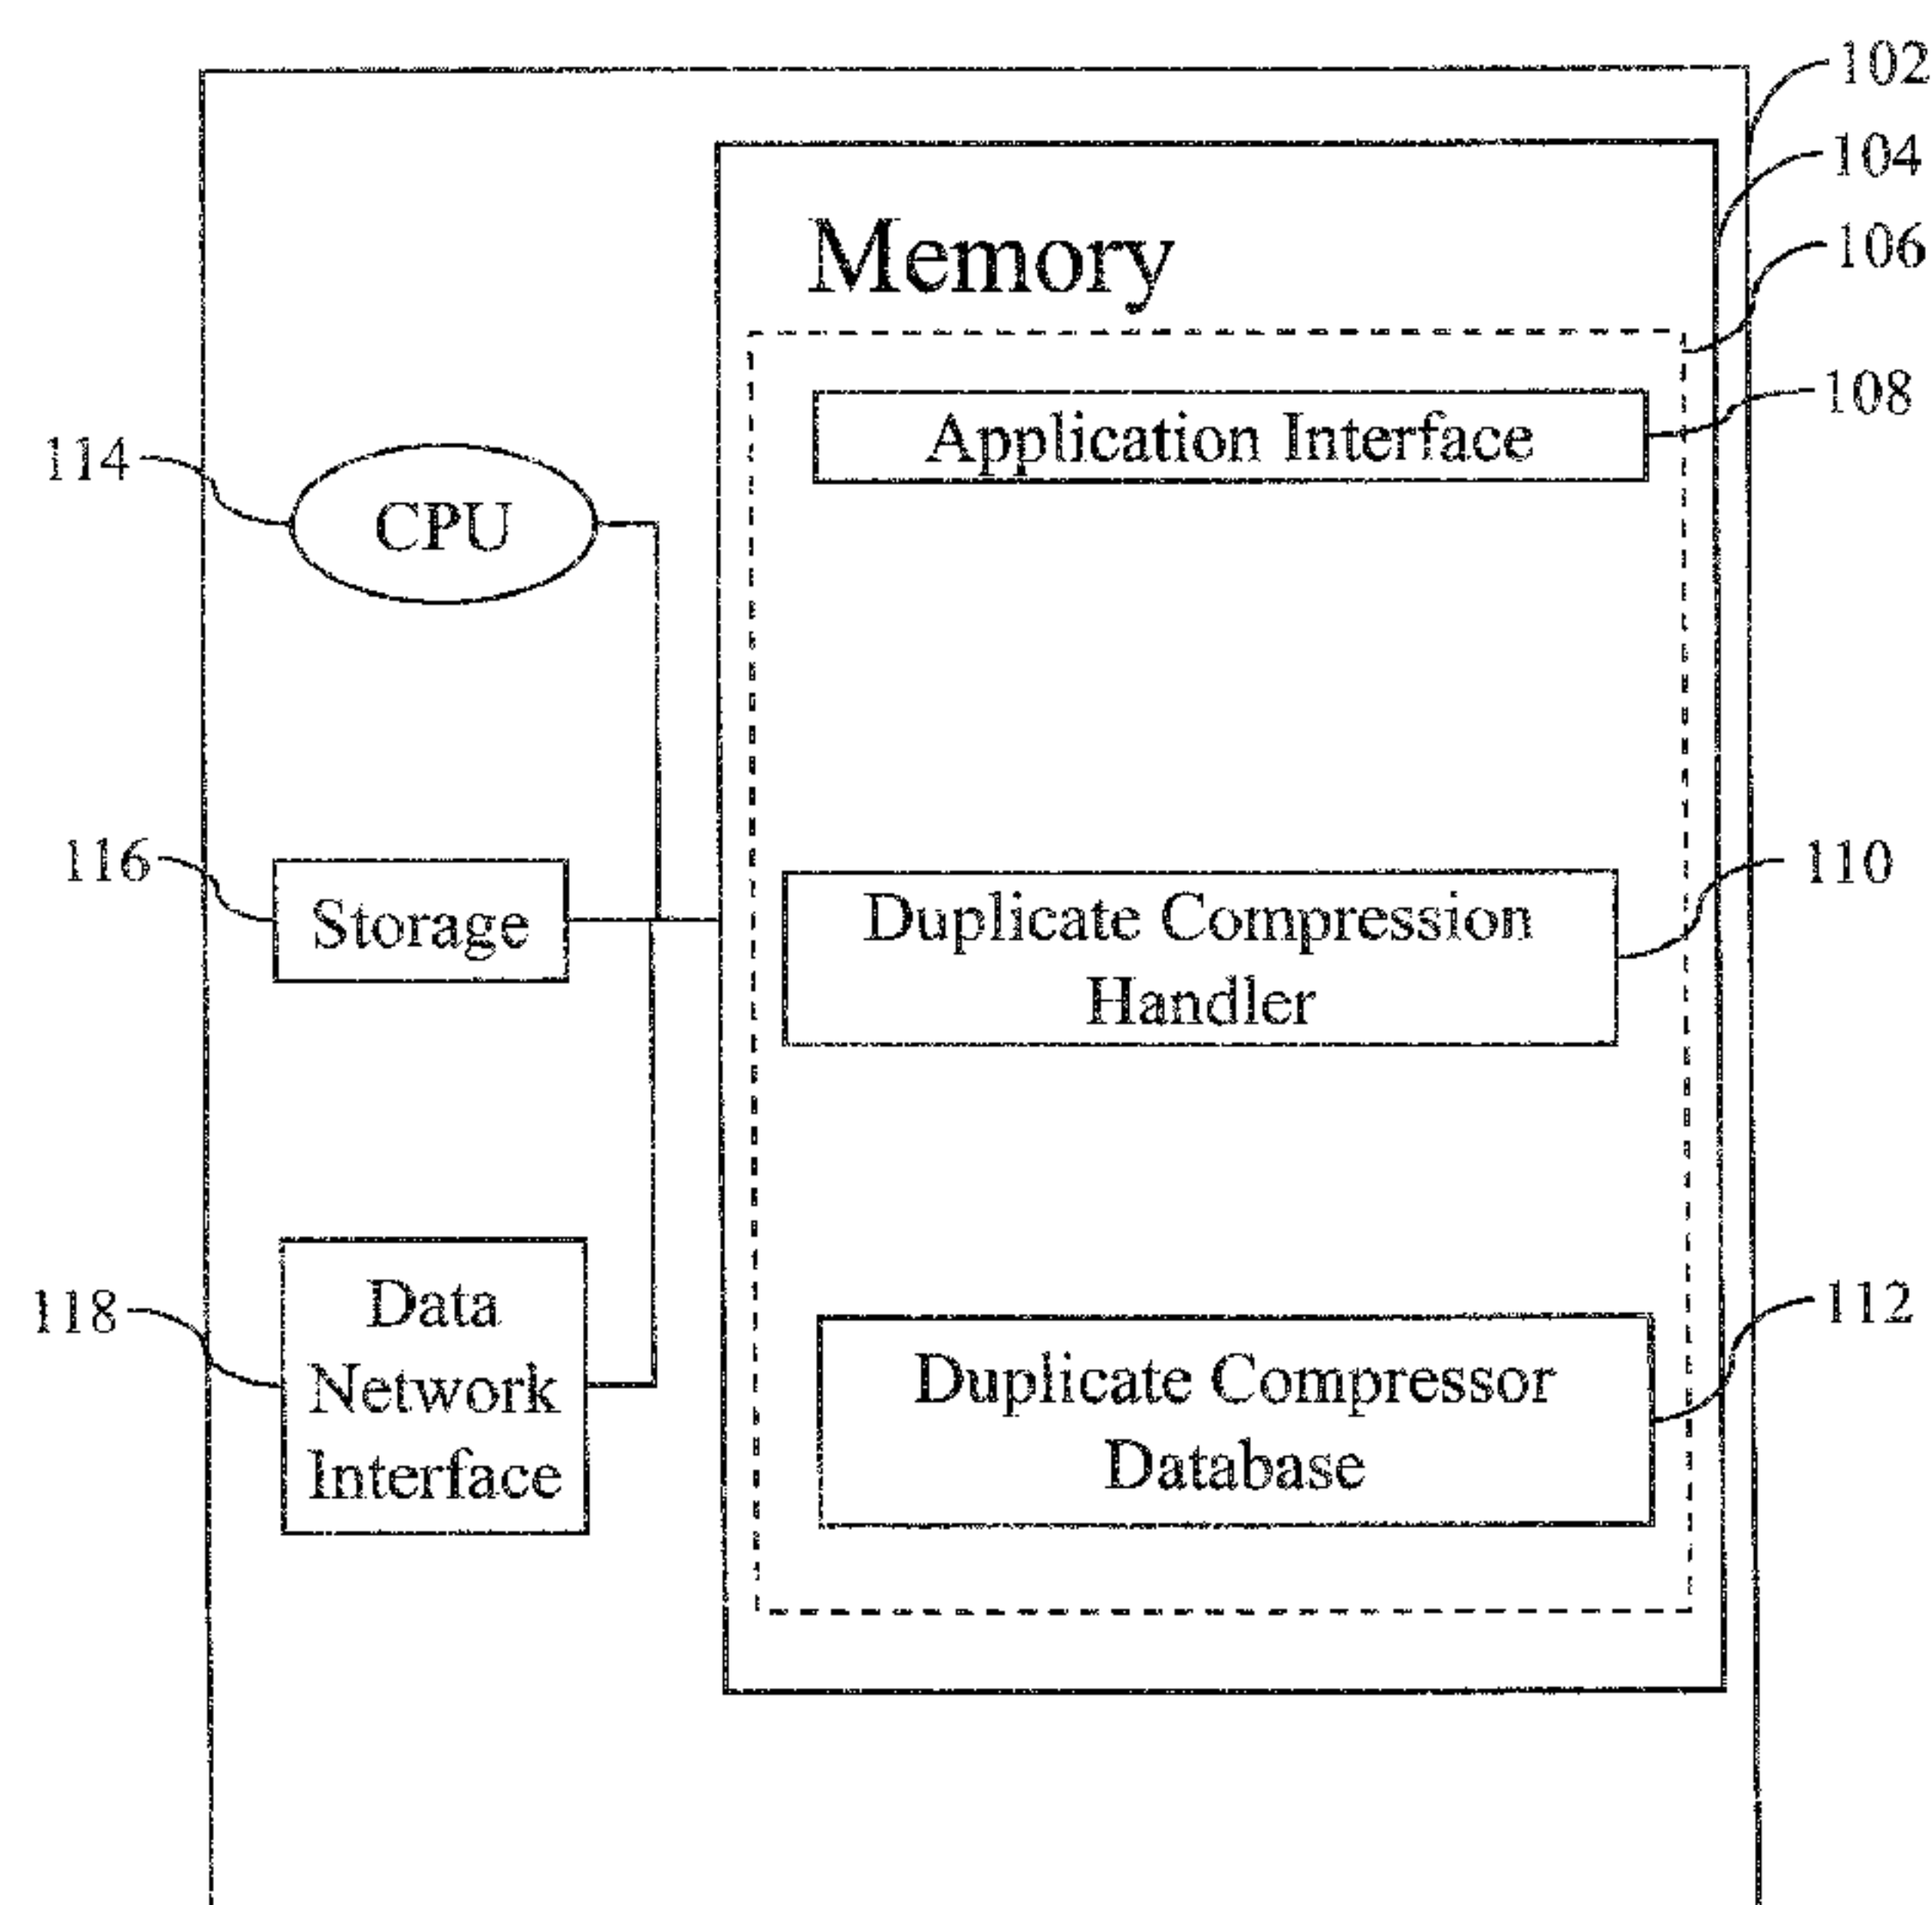 102
104
Memory
106
108
Application Interface
114
CPU
116
Storage
110
Duplicate Compression
Handler
118
Data
Network
Interface
112
Duplicate Compressor
Database